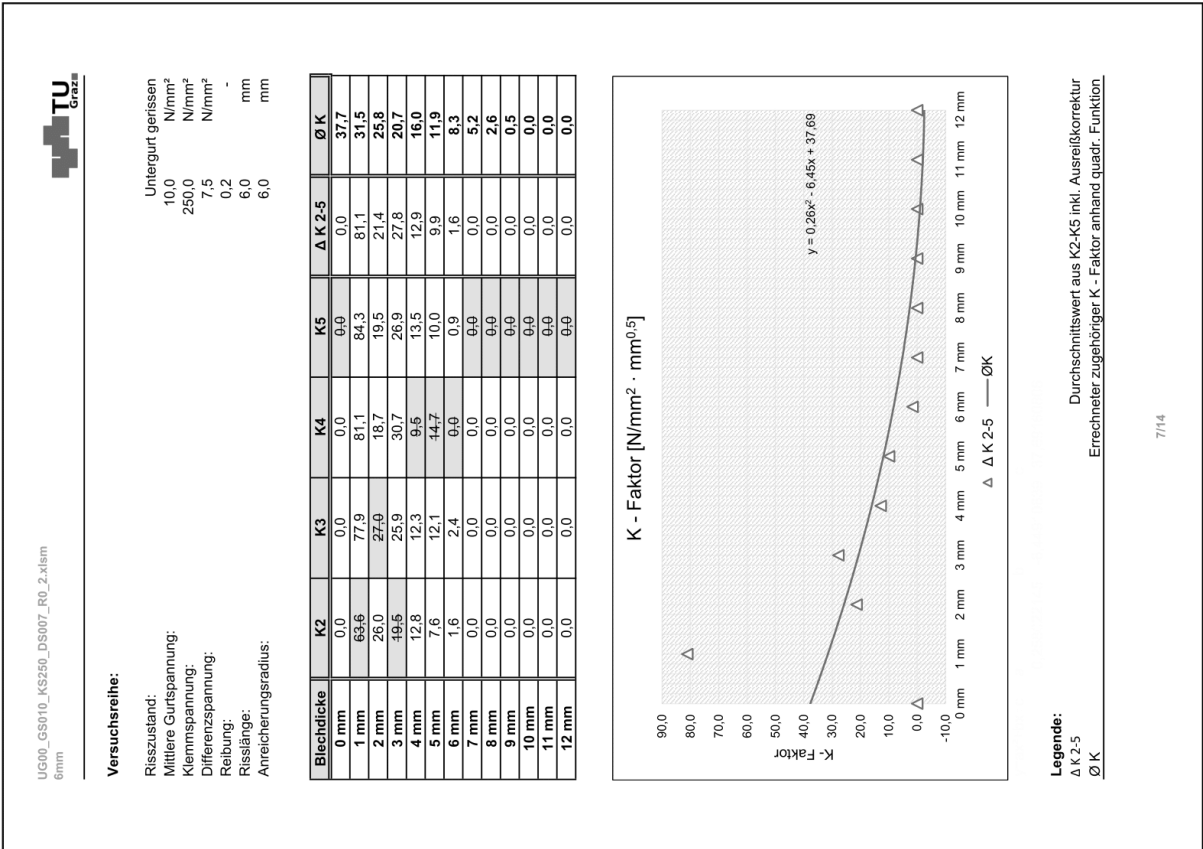 UG00_GS010_KS250_DS007_R0_2.xlsm
6mm
TU
Graz
Versuchsreihe:
Risszustand: Untergurt gerissen
Mittlere Gurtspannung: 10,0 N/mm²
Klemmspannung: 250,0 N/mm²
Differenzspannung: 7,5 N/mm²
Reibung: 0,2 -
Risslänge: 6,0 mm
Anreicherungsradius: 6,0 mm
Blechdicke K2 K3 K4 K5 Δ K 2-5 Ø K
0 mm 0,0 0,0 0,0 0,0 0,0 37,7
1 mm 63,6 77,9 81,1 84,3 81,1 31,5
2 mm 26,0 27,0 18,7 19,5 21,4 25,8
3 mm 19,5 25,9 30,7 26,9 27,8 20,7
4 mm 12,8 12,3 9,5 13,5 12,9 16,0
5 mm 7,6 12,1 14,7 10,0 9,9 11,9
6 mm 1,6 2,4 0,0 0,9 1,6 8,3
7 mm 0,0 0,0 0,0 0,0 0,0 5,2
8 mm 0,0 0,0 0,0 0,0 0,0 2,6
9 mm 0,0 0,0 0,0 0,0 0,0 0,5
10 mm 0,0 0,0 0,0 0,0 0,0 0,0
11 mm 0,0 0,0 0,0 0,0 0,0 0,0
12 mm 0,0 0,0 0,0 0,0 0,0 0,0
K - Faktor [N/mm² · mm⁰,⁵]
K- Faktor
90,0
80,0
70,0
60,0
50,0
40,0
30,0
20,0
10,0
0,0
-10,0
y = 0,26x² - 6,45x + 37,69
0 mm 1 mm 2 mm 3 mm 4 mm 5 mm 6 mm 7 mm 8 mm 9 mm 10 mm 11 mm 12 mm
Δ K 2-5 ØK
Legende:
Δ K 2-5 Durchschnittswert aus K2-K5 inkl. Ausreißkorrektur
Ø K Errechneter zugehöriger K - Faktor anhand quadr. Funktion
7/14